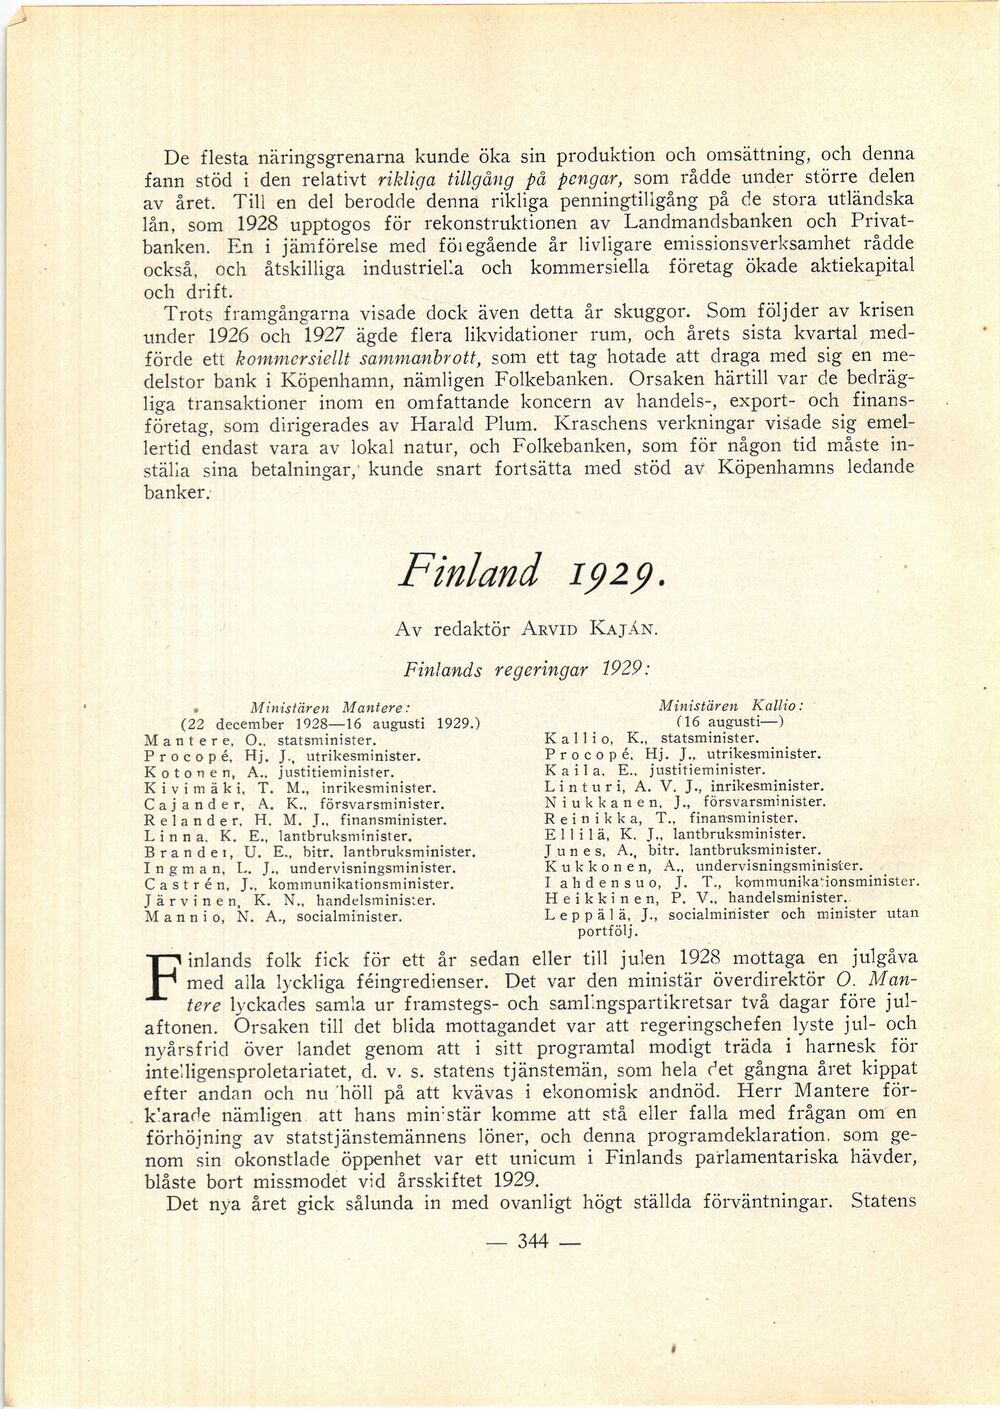 De flesta näringsgrenarna kunde öka sin produktion och omsättning, och denna
fann stöd i den relativt rikliga tillgång på pengar, som rådde under större delen
av året. Till en del berodde denna rikliga penningtillgång på de stora utländska
lån, som 1928 upptogos för rekonstruktionen av Landmandsbanken och Privat-
banken. En i jämförelse med föregående år livligare emissionsverksamhet rådde
också, och åtskilliga industriella och kommersiella företag ökade aktiekapital
och drift.
Trots framgångarna visade dock även detta år skuggor. Som följder av krisen
under 1926 och 1927 ägde flera likvidationer rum, och årets sista kvartal med-
förde ett kommersiellt sammanbrott, som ett tag hotade att draga med sig en me-
delstor bank i Köpenhamn, nämligen Folkebanken. Orsaken härtill var de bedräg-
liga transaktioner inom en omfattande koncern av handels-, export- och finans-
företag, som dirigerades av Harald Plum. Kraschens verkningar visade sig emel-
lertid endast vara av lokal natur, och Folkebanken, som för någon tid måste in-
ställa sina betalningar, kunde snart fortsätta med stöd av Köpenhamns ledande
banker.
Finland 1929.
Av redaktör Arvid Kaján.
Finlands regeringar 1929:
Ministären Mantere:
(22 december 1928—16 augusti 1929.)
Mantere, O., statsminister.
Procopé, Hj. J., utrikesminister.
Kotonen, A., justitieminister.
Kivimäki, T. M., inrikesminister.
Cajander, A. K., försvarsminister.
Relander, H. M. J., finansminister.
Linna, K. E., lantbruksminister.
Brander, U. E., bitr. lantbruksminister.
Ingman, L. J., undervisningsminister.
Castrén, J., kommunikationsminister.
Järvinen, K. N., handelsminister.
Mannio, N. A., socialminister.
Ministären Kallio:
(16 augusti—)
Kallio, K., statsminister.
Procopé, Hj. J., utrikesminister.
Kaila, E., justitieminister.
Linturi, A. V. J., inrikesminister.
Niukkanen, J., försvarsminister.
Reinikka, T., finansminister.
Ellilä, K. J., lantbruksminister.
Junes, A., bitr. lantbruksminister.
Kukkonen, A., undervisningsminister.
Lahdensuo, J. T., kommunikationsminister.
Heikkinen, P. V., handelsminister.
Leppälä, J., socialminister och minister utan
portfölj.
Finlands folk fick för ett år sedan eller till julen 1928 mottaga en julgåva
med alla lyckliga féingredienser. Det var den ministär överdirektör O. Man-
tere lyckades samla ur framstegs- och samlingspartikretsar två dagar före jul-
aftonen. Orsaken till det blida mottagandet var att regeringschefen lyste jul- och
nyårsfrid över landet genom att i sitt programtal modigt träda i harnesk för
intelligensproletariatet, d. v. s. statens tjänstemän, som hela det gångna året kippat
efter andan och nu höll på att kvävas i ekonomisk andnöd. Herr Mantere för-
klarade nämligen att hans ministär komme att stå eller falla med frågan om en
förhöjning av statstjänstemännens löner, och denna programdeklaration, som ge-
nom sin okonstlade öppenhet var ett unicum i Finlands parlamentariska hävder,
blåste bort missmodet vid årsskiftet 1929.
Det nya året gick sålunda in med ovanligt högt ställda förväntningar. Statens
— 344 —